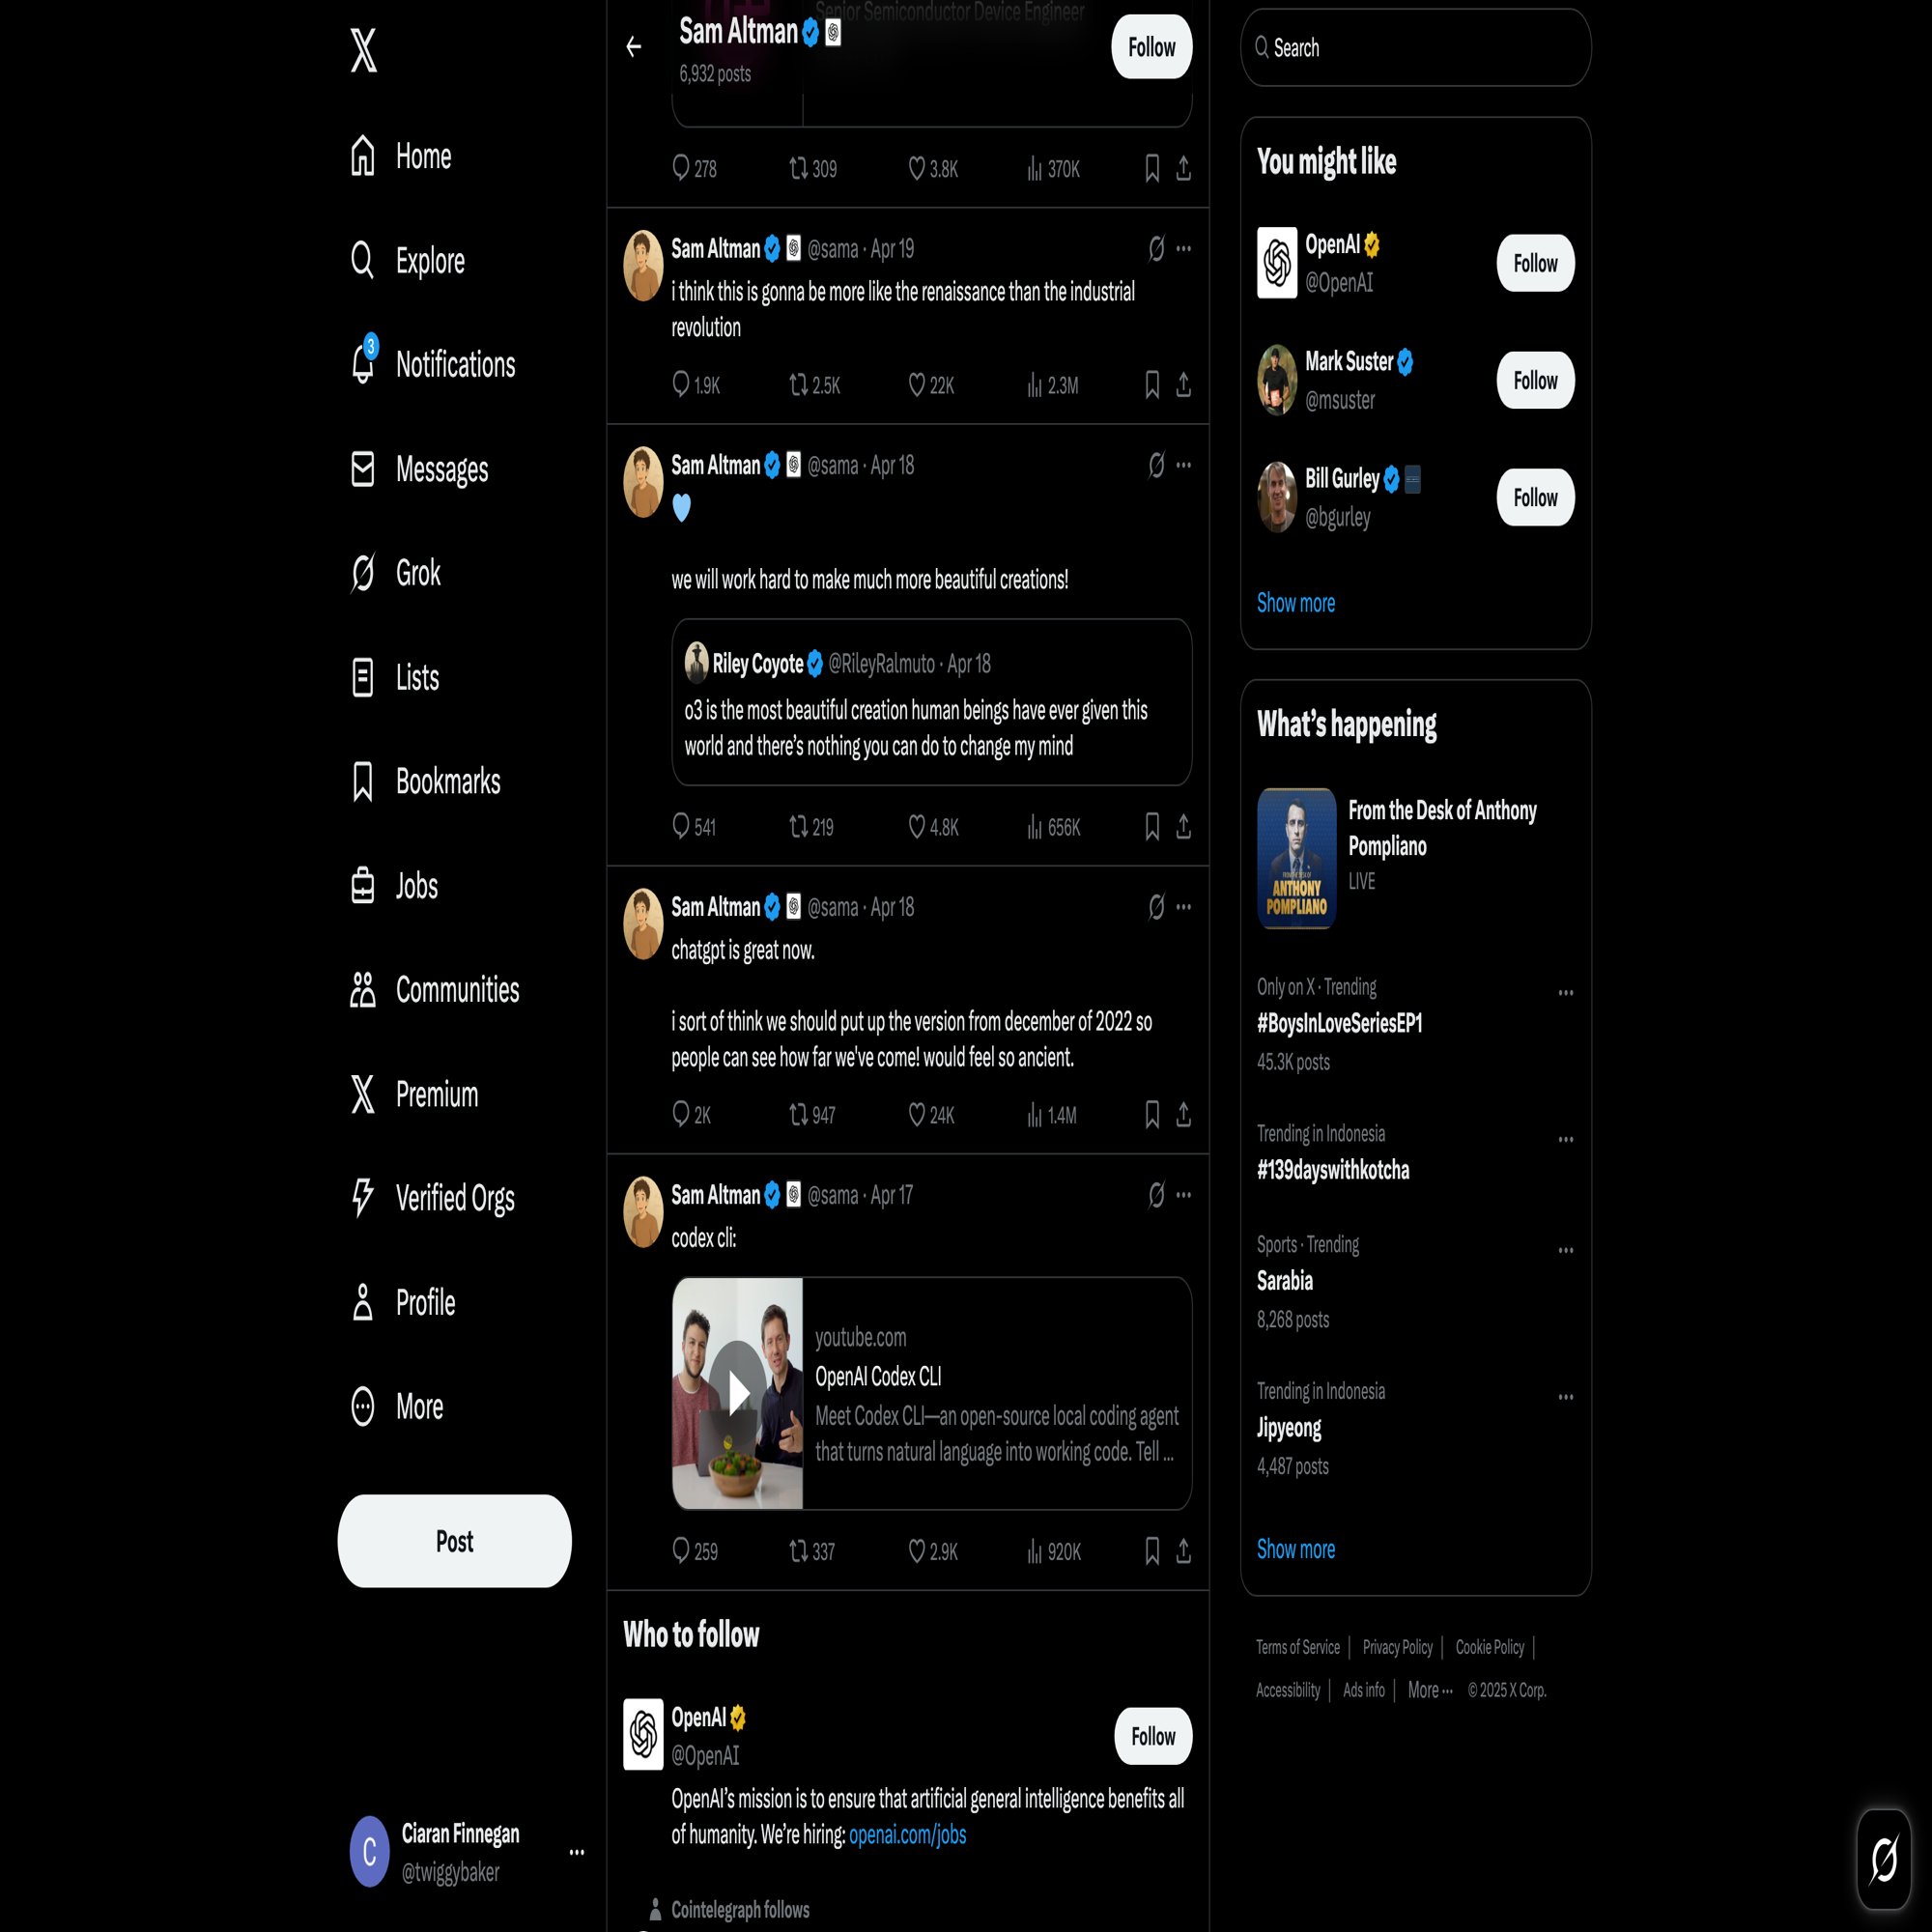 Home
Explore
3
Notifications
Messages
Grok
Lists
Bookmarks
Jobs
Communities
Premium
Verified Orgs
Profile
More
Post
C
Ciaran Finnegan
@twiggybaker
Senior Semiconductor Device Engineer
Sam Altman
6,932 posts
Follow
278 309 3.8K 370K
Sam Altman @sama · Apr 19
i think this is gonna be more like the renaissance than the industrial
revolution
1.9K 2.5K 22K 2.3M
Sam Altman @sama · Apr 18
we will work hard to make much more beautiful creations!
Riley Coyote @RileyRalmuto · Apr 18
o3 is the most beautiful creation human beings have ever given this
world and there’s nothing you can do to change my mind
541 219 4.8K 656K
Sam Altman @sama · Apr 18
chatgpt is great now.
i sort of think we should put up the version from december of 2022 so
people can see how far we've come! would feel so ancient.
2K 947 24K 1.4M
Sam Altman @sama · Apr 17
codex cli:
youtube.com
OpenAI Codex CLI
Meet Codex CLI—an open-source local coding agent
that turns natural language into working code. Tell ...
259 337 2.9K 920K
Who to follow
OpenAI
@OpenAI
Follow
OpenAI’s mission is to ensure that artificial general intelligence benefits all
of humanity. We’re hiring: openai.com/jobs
Cointelegraph follows
Search
You might like
OpenAI
@OpenAI
Follow
Mark Suster
@msuster
Follow
Bill Gurley
@bgurley
Follow
Show more
What’s happening
ANTHONY
POMPLIANO
From the Desk of Anthony
Pompliano
LIVE
Only on X · Trending
#BoysInLoveSeriesEP1
45.3K posts
Trending in Indonesia
#139dayswithkotcha
Sports · Trending
Sarabia
8,268 posts
Trending in Indonesia
Jipyeong
4,487 posts
Show more
Terms of Service | Privacy Policy | Cookie Policy |
Accessibility | Ads info | More ··· © 2025 X Corp.